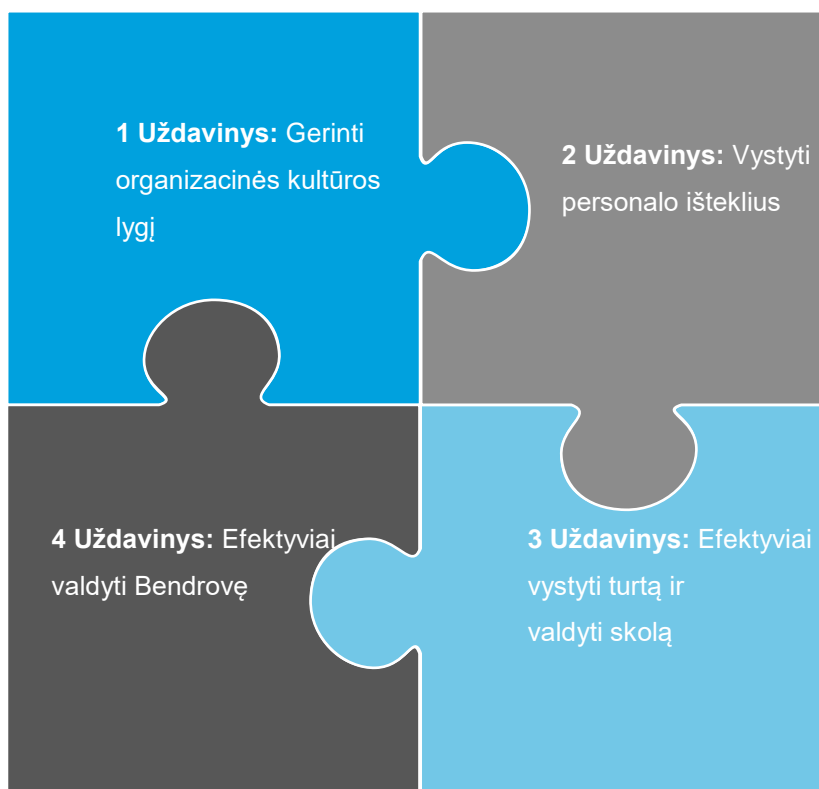 1 Uždavinys: Gerinti
organizacinės kultūros
lygį
2 Uždavinys: Vystyti
personalo išteklius
4 Uždavinys: Efektyviai
valdyti Bendrovę
3 Uždavinys: Efektyviai
vystyti turtą ir
valdyti skolą